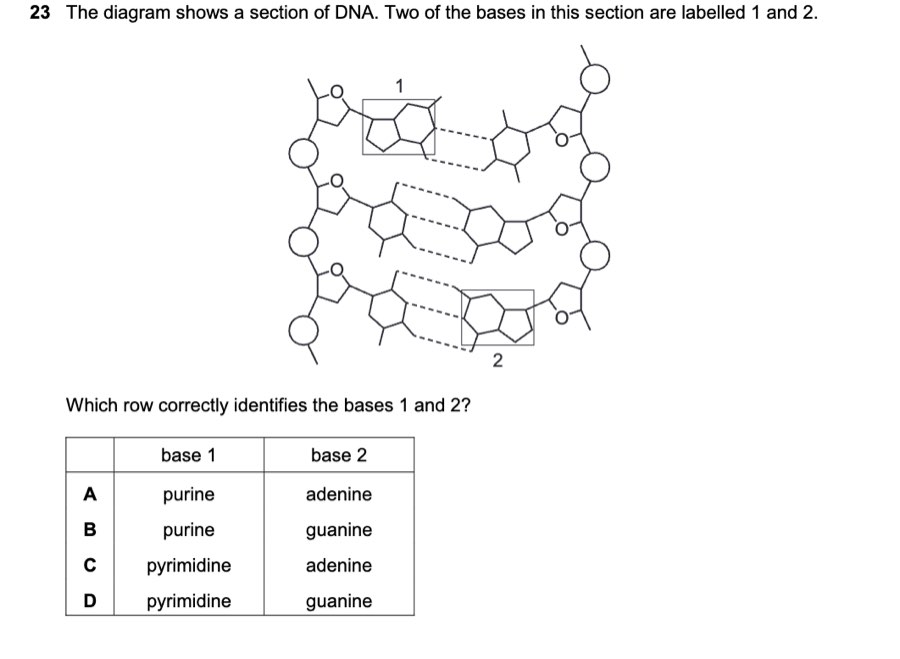 23 The diagram shows a section of DNA. Two of the bases in this section are labelled 1 and 2.
1
O
O
O
O
O
O
2
Which row correctly identifies the bases 1 and 2?
base 1 base 2
A purine adenine
B purine guanine
C pyrimidine adenine
D pyrimidine guanine